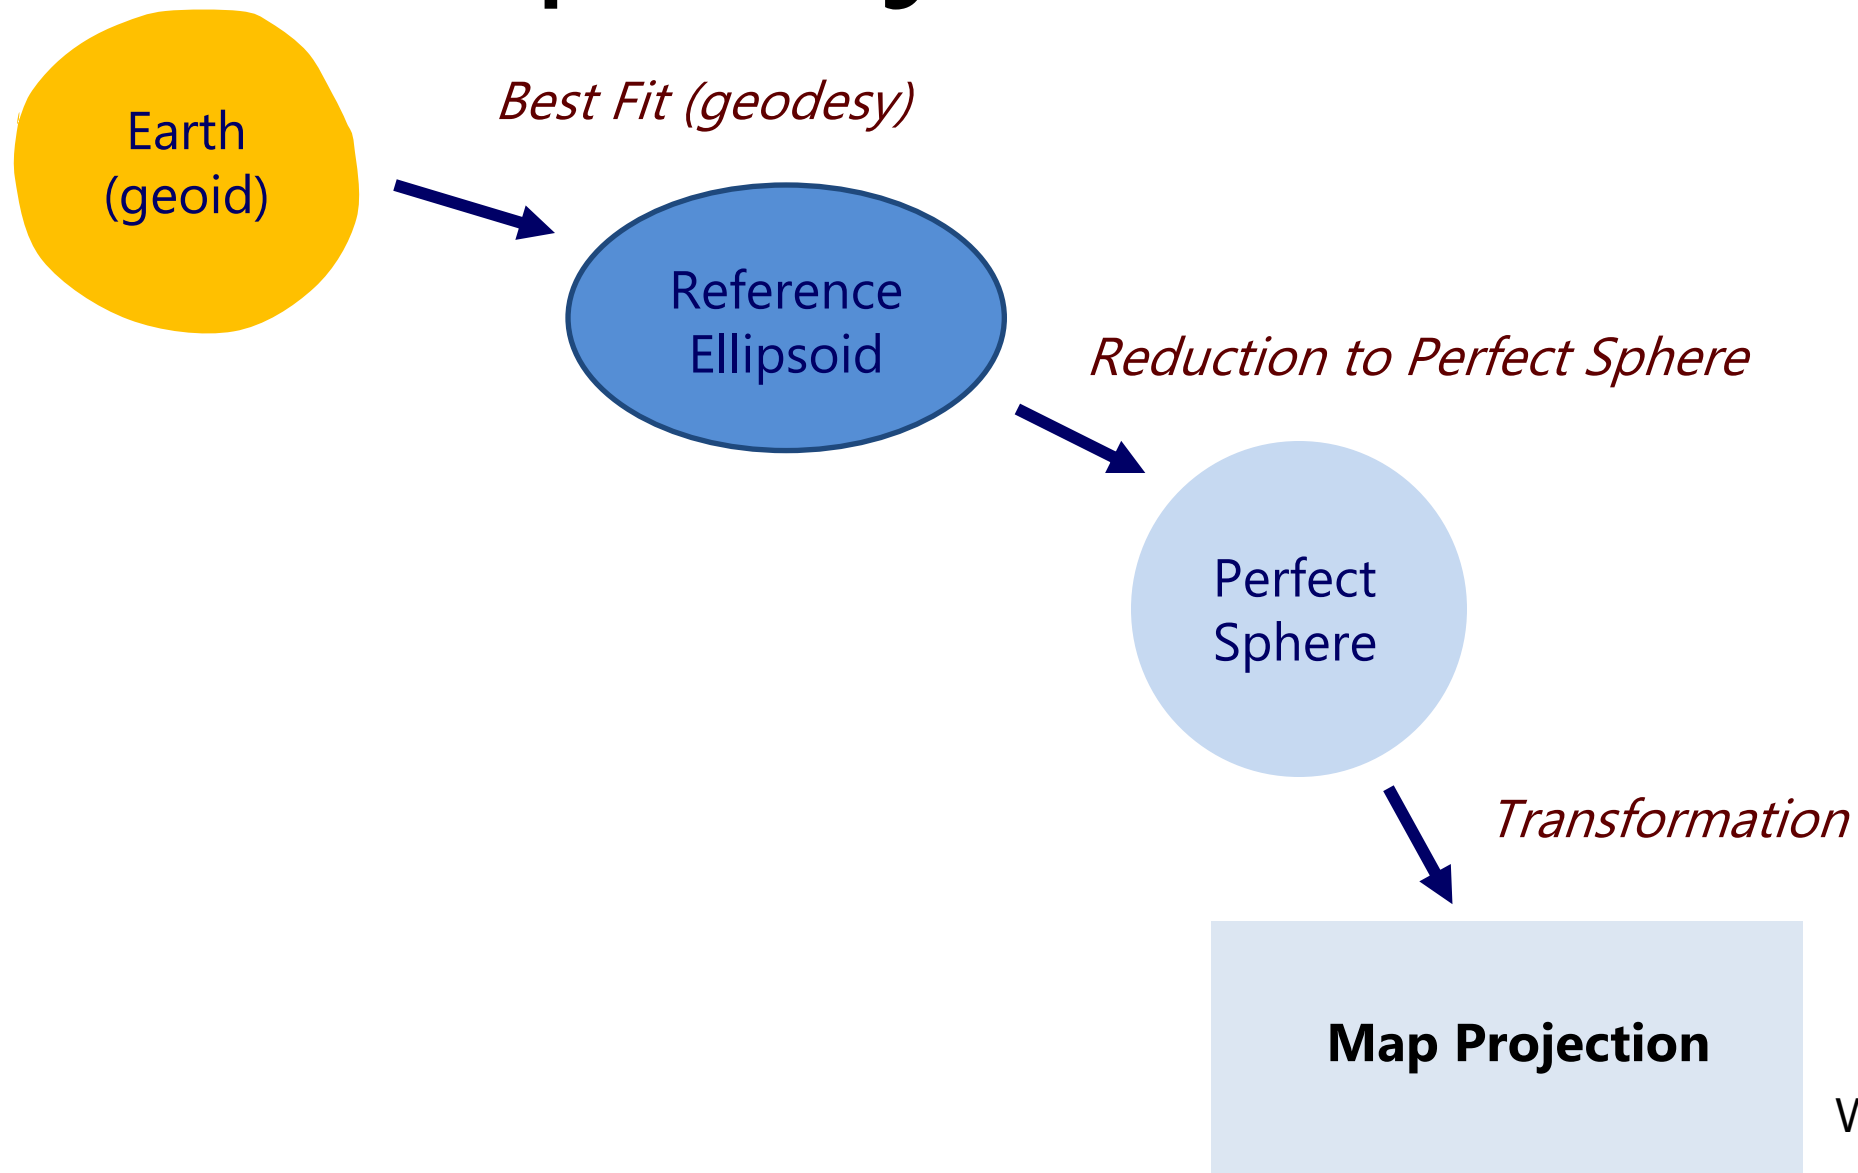 Earth
(geoid)
Best Fit (geodesy)
Reference
Ellipsoid
Reduction to Perfect Sphere
Perfect
Sphere
Transformation
Map Projection